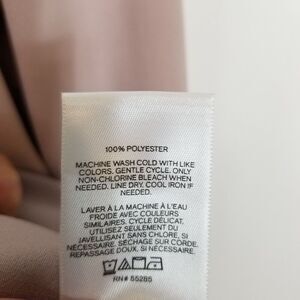 100% POLYESTER
MACHINE WASH COLD WITH LIKE
COLORS. GENTLE CYCLE. ONLY
NON-CHLORINE BLEACH WHEN
NEEDED. LINE DRY. COOL IRON IF
NEEDED.
LAVER À LA MACHINE À L'EAU
FROIDE AVEC COULEURS
SIMILAIRES. CYCLE DÉLICAT.
UTILISEZ SEULEMENT DU
JAVELLISANT SANS CHLORE, SI
NÉCESSAIRE. SÉCHAGE SUR CORDE.
REPASSAGE DOUX, SI NÉCESSAIRE.
RN# 55285